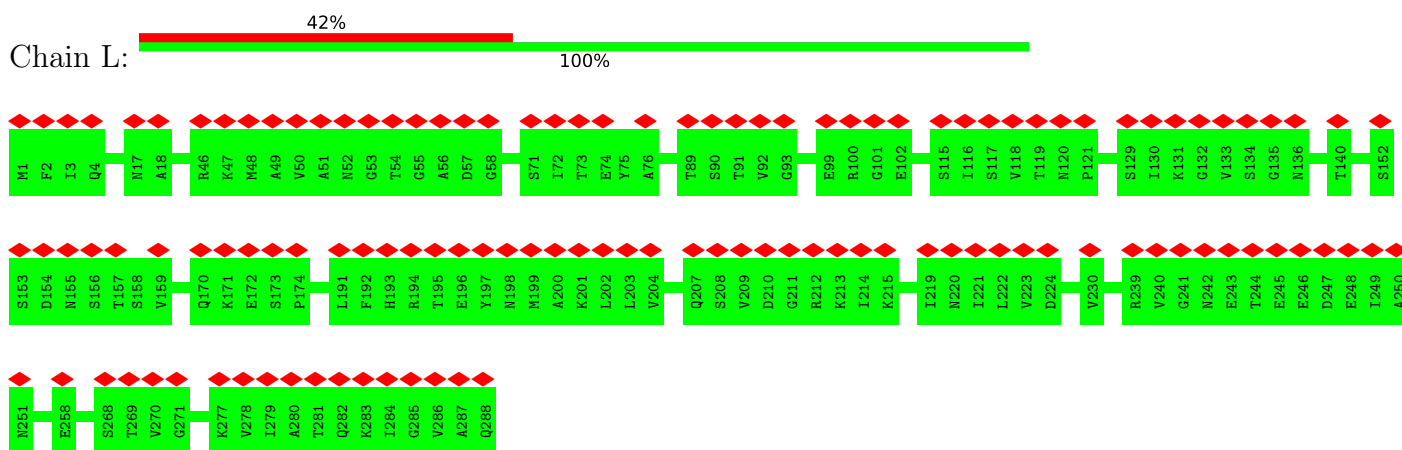 42%
Chain L:
100%
M1 F2 I3 Q4 N17 A18 R46 K47 M48 A49 V50 A51 N52 G53 T54 G55 A56 D57 G58 S71 I72 T73 E74 Y75 A76 T89 S90 T91 V92 G93 E99 R100 G101 E102 S115 I116 S117 V118 T119 N120 P121 S129 I130 K131 G132 V133 S134 G135 N136 T140 S152
S153 D154 N155 S156 T157 S158 V159 Q170 K171 E172 S173 P174 L191 F192 H193 R194 T195 E196 Y197 N198 M199 A200 K201 L202 L203 V204 Q207 S208 V209 D210 G211 R212 K213 I214 K215 I219 N220 I221 L222 V223 D224 V230 R239 V240 G241 N242 E243 T244 E245 E246 D247 E248 I249 A250
N251 E258 S268 T269 V270 G271 K277 V278 I279 A280 T281 Q282 K283 I284 G285 V286 A287 Q288